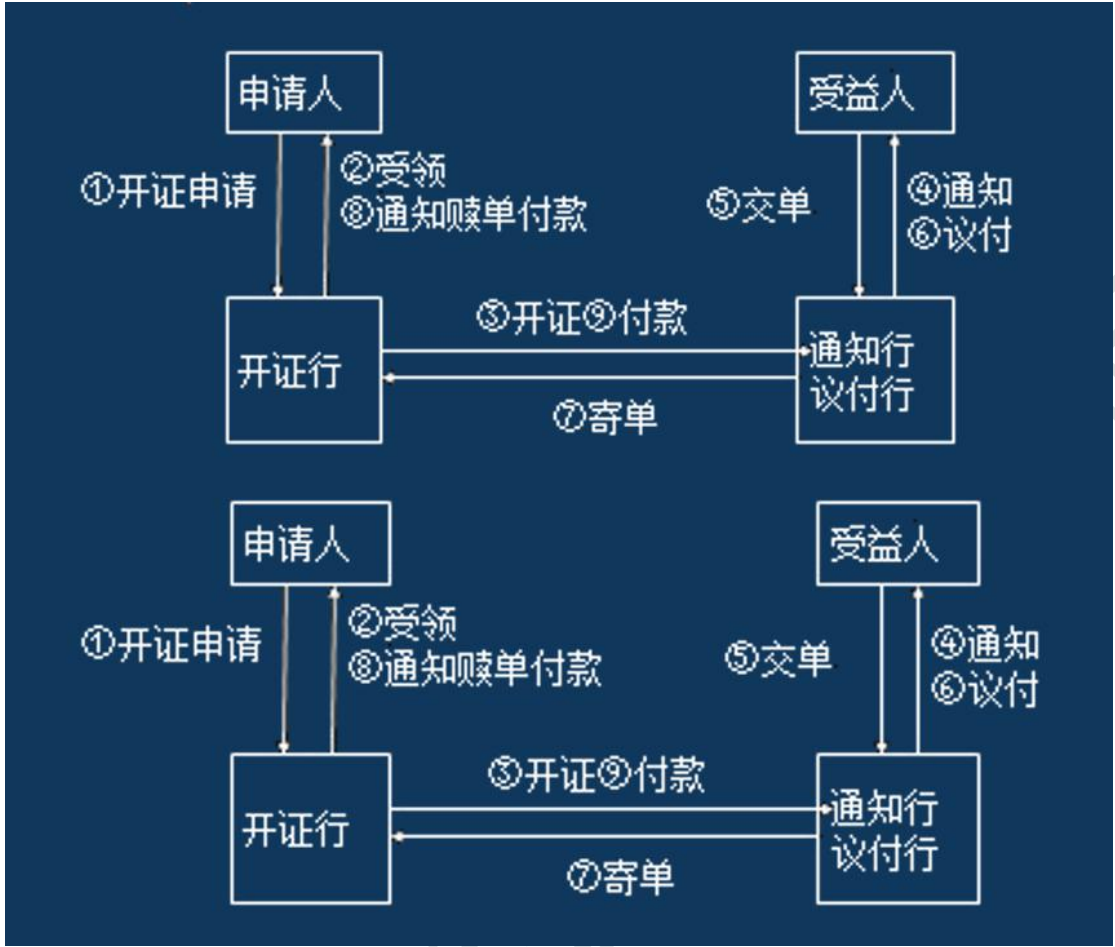 申请人
受益人
①开证申请
②受领
⑧通知赎单付款
⑤交单
④通知
⑥议付
③开证⑨付款
开证行
通知行
议付行
⑦寄单
申请人
受益人
①开证申请
②受领
⑧通知赎单付款
⑤交单
④通知
⑥议付
③开证⑨付款
开证行
通知行
议付行
⑦寄单